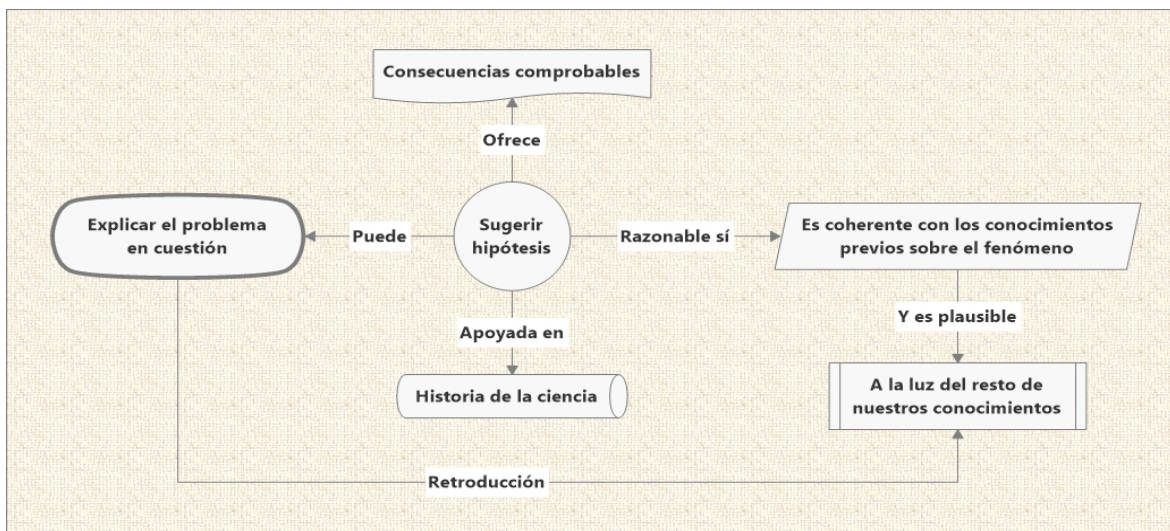 Consecuencias comprobables
Ofrece
Explicar el problema
en cuestión
Puede
Sugerir
hipótesis
Razonable sí
Es coherente con los conocimientos
previos sobre el fenómeno
Apoyada en
Y es plausible
Historia de la ciencia
A la luz del resto de
nuestros conocimientos
Retroducción